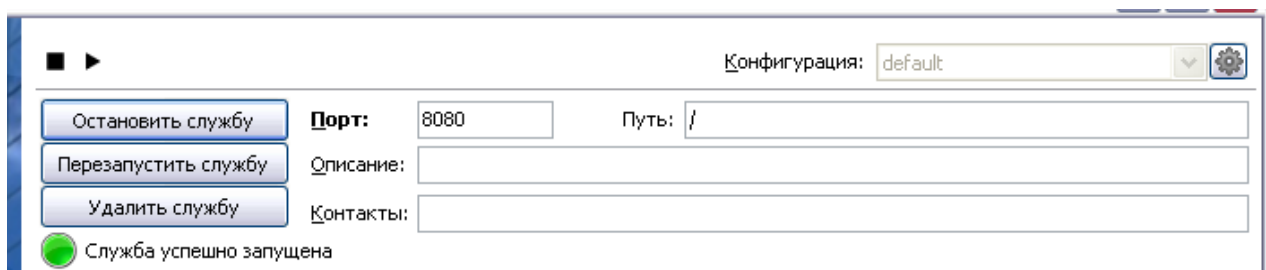 Конфигурация: default
Остановить службу Порт: 8080 Путь: /
Перезапустить службу Описание:
Удалить службу Контакты:
Служба успешно запущена